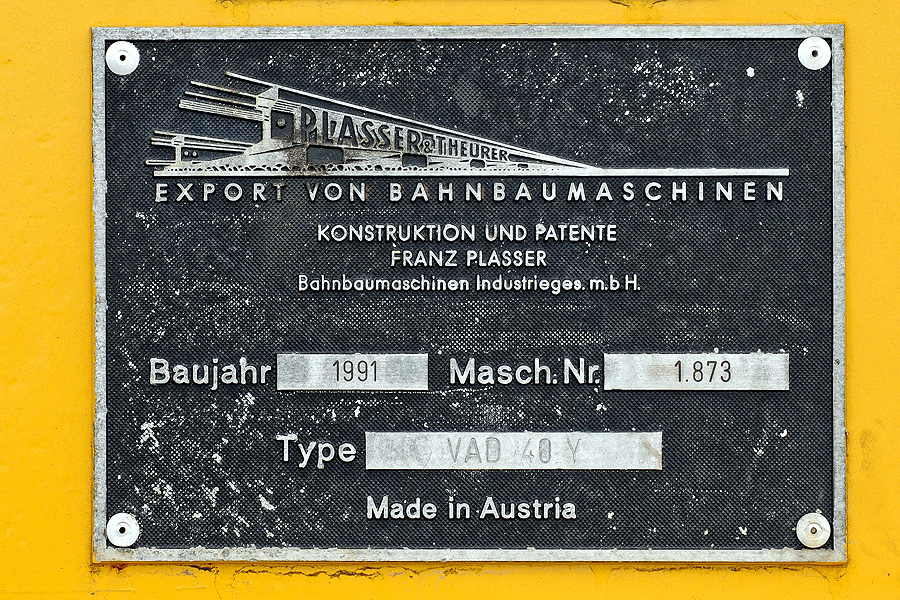 PLASSER & THEURER
EXPORT VON BAHNBAUMASCHINEN
KONSTRUKTION UND PATENTE
FRANZ PLASSER
Bahnbaumaschinen Industrieges.m.b H.
Baujahr 1991 Masch.Nr. 1.873
Type VAD 40 Y
Made in Austria